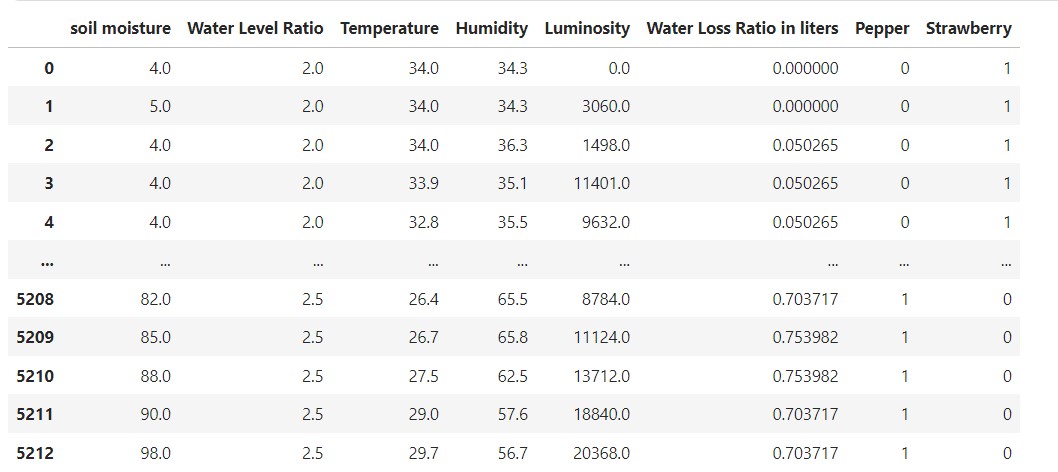 soil moisture Water Level Ratio Temperature Humidity Luminosity Water Loss Ratio in liters Pepper Strawberry
0 4.0 2.0 34.0 34.3 0.0 0.000000 0 1
1 5.0 2.0 34.0 34.3 3060.0 0.000000 0 1
2 4.0 2.0 34.0 36.3 1498.0 0.050265 0 1
3 4.0 2.0 33.9 35.1 11401.0 0.050265 0 1
4 4.0 2.0 32.8 35.5 9632.0 0.050265 0 1
... ... ... ... ... ... ... ... ...
5208 82.0 2.5 26.4 65.5 8784.0 0.703717 1 0
5209 85.0 2.5 26.7 65.8 11124.0 0.753982 1 0
5210 88.0 2.5 27.5 62.5 13712.0 0.753982 1 0
5211 90.0 2.5 29.0 57.6 18840.0 0.703717 1 0
5212 98.0 2.5 29.7 56.7 20368.0 0.703717 1 0